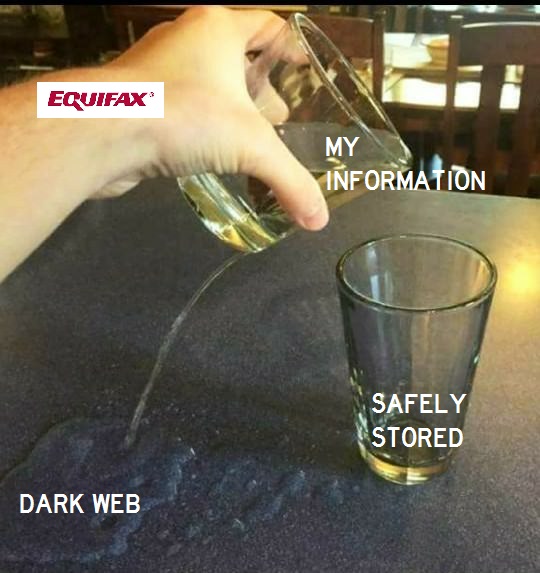 EQUIFAX
MY
INFORMATION
SAFELY
STORED
DARK WEB